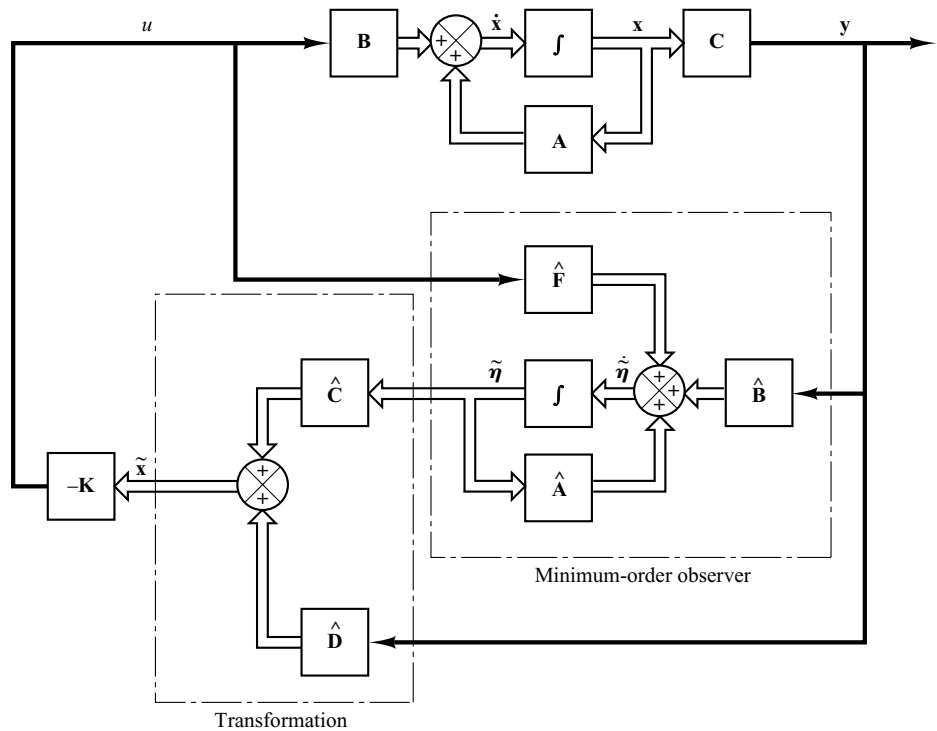 u
B
+
+
ẋ
∫
x
C
y
A
F̂
η̃
∫
η̃̇
+
+
+
B̂
Ĉ
Â
x̃
–K
+
+
D̂
Minimum-order observer
Transformation